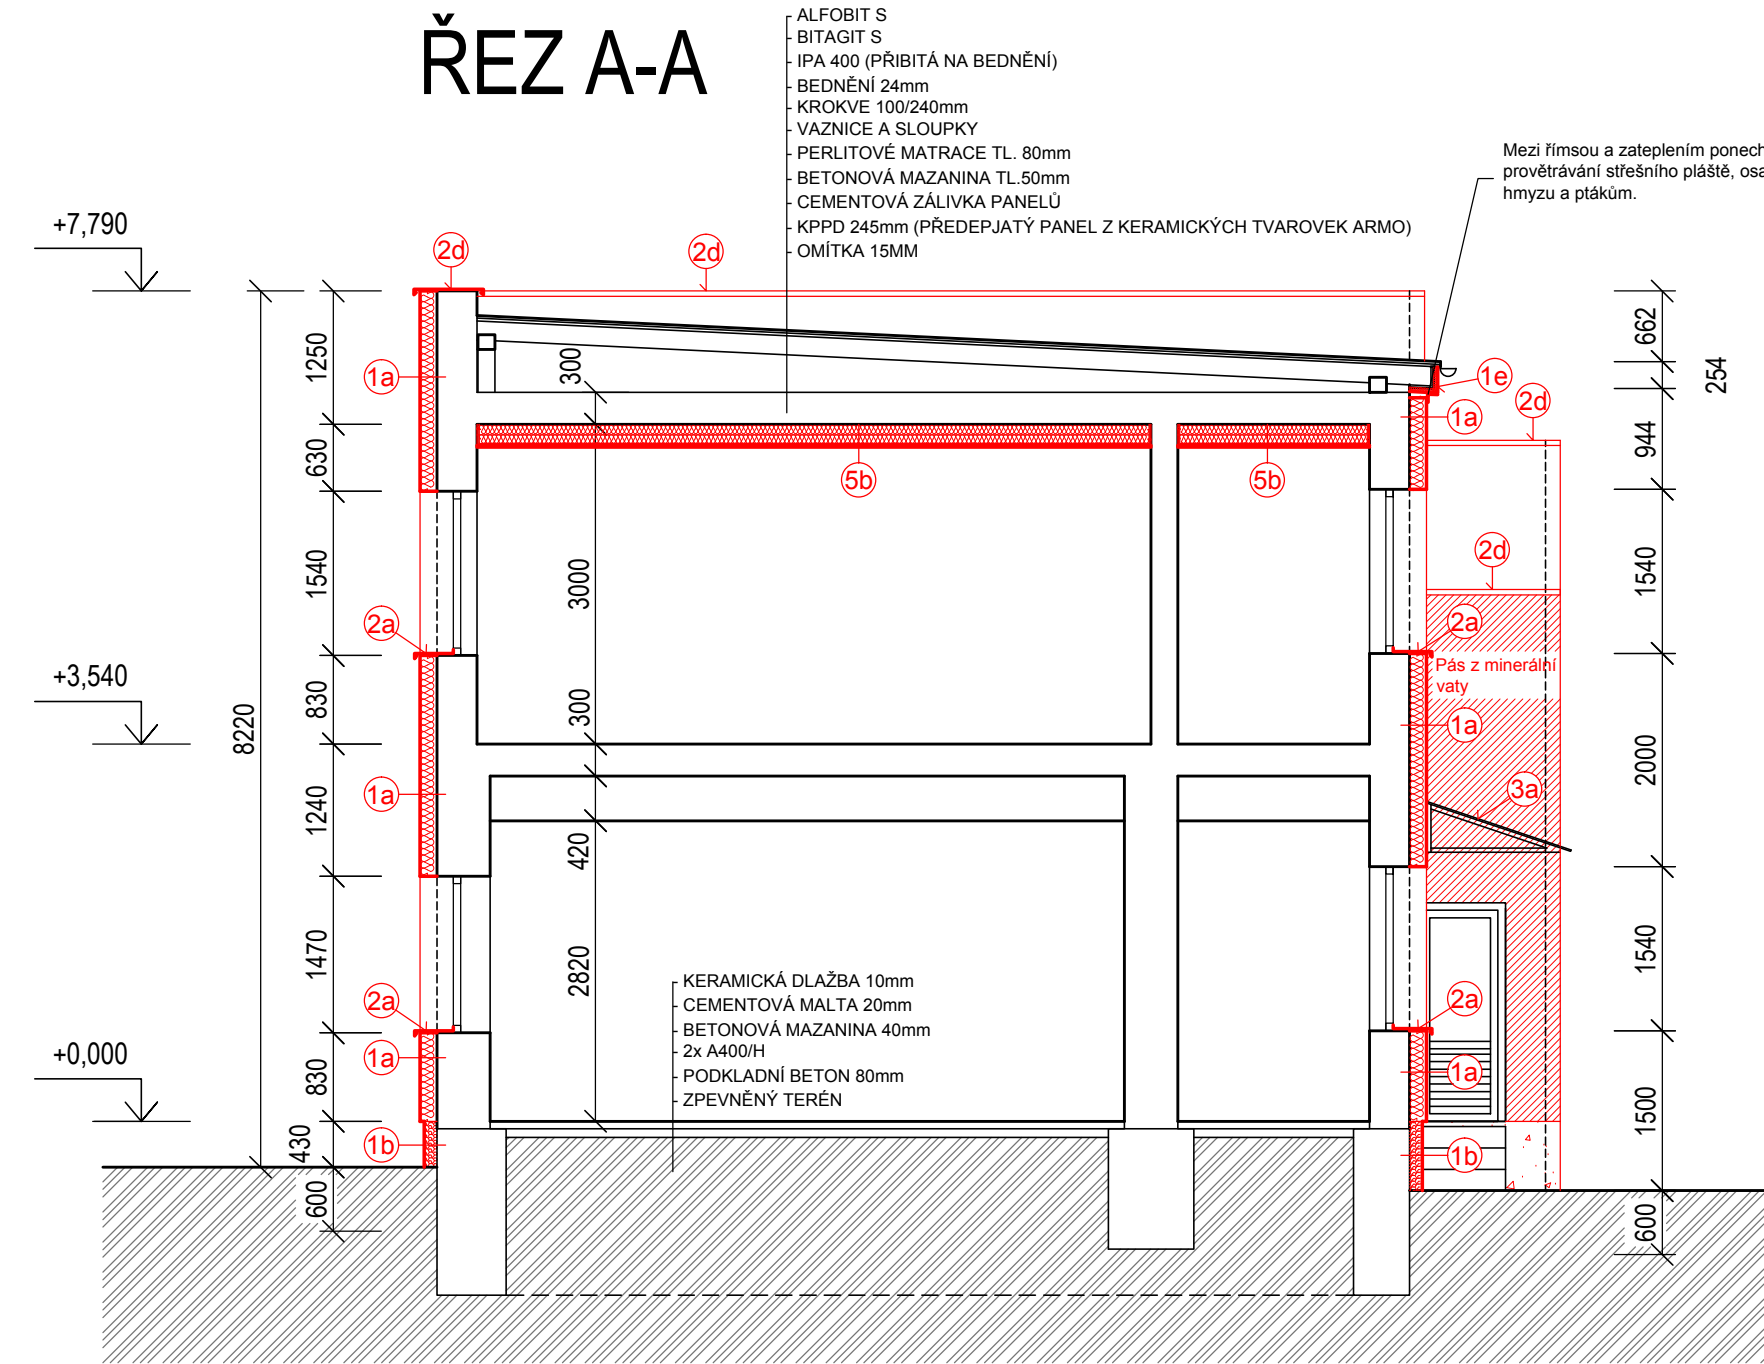 ŘEZ A-A
ALFOBIT S
BITAGIT S
IPA 400 (PŘIBITÁ NA BEDNĚNÍ)
BEDNĚNÍ 24mm
KROKVE 100/240mm
VAZNICE A SLOUPKY
PERLITOVÉ MATRACE TL. 80mm
BETONOVÁ MAZANINA TL.50mm
CEMENTOVÁ ZÁLIVKA PANELŮ
KPPD 245mm (PŘEDEPJATÝ PANEL Z KERAMICKÝCH TVAROVEK ARMO)
OMÍTKA 15MM
Mezi římsou a zateplením ponech
provětrávání střešního pláště, osa
hmyzu a ptákům.
+7,790
+3,540
+0,000
8220
1250
630
1540
830
1240
1470
830
430
600
2d
1a
2a
1a
2a
1a
1b
300
3000
300
420
2820
2d
5b
5b
KERAMICKÁ DLAŽBA 10mm
CEMENTOVÁ MALTA 20mm
BETONOVÁ MAZANINA 40mm
2x A400/H
PODKLADNÍ BETON 80mm
ZPEVNĚNÝ TERÉN
1e
1a
2d
2d
2a
Pás z minerální
vaty
1a
3a
2a
1a
1b
662
254
944
1540
2000
1540
1500
600